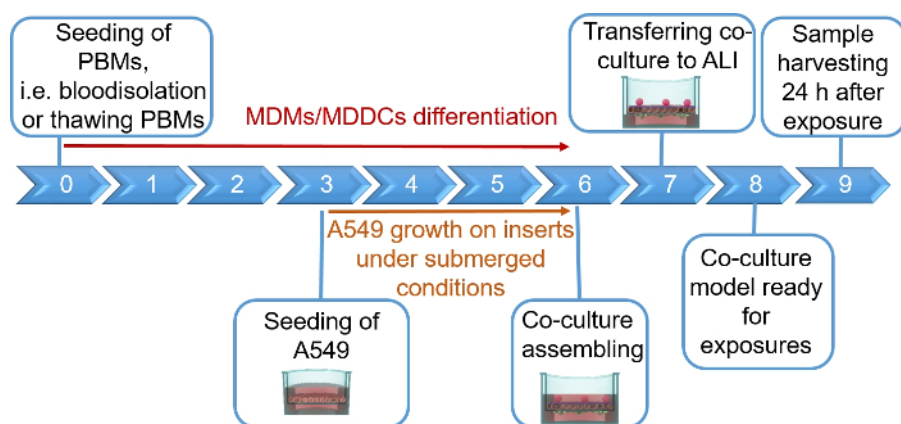 Seeding of
PBMs,
i.e. bloodisolation
or thawing PBMs
Transferring co-
culture to ALI
Sample
harvesting
24 h after
exposure
MDMs/MDDCs differentiation
0 1 2 3 4 5 6 7 8 9
A549 growth on inserts
under submerged
conditions
Seeding of
A549
Co-culture
assembling
Co-culture
model ready
for
exposures